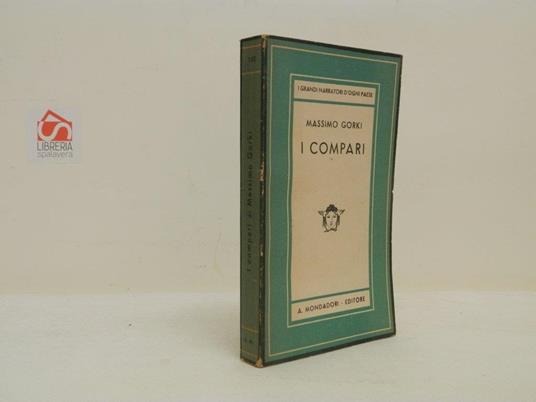 LIBRERIA
spalavera
I compari di Massimo Gorki
I GRANDI NARRATORI D'OGNI PAESE
MASSIMO GORKI
I COMPARI
A. MONDADORI - EDITORE